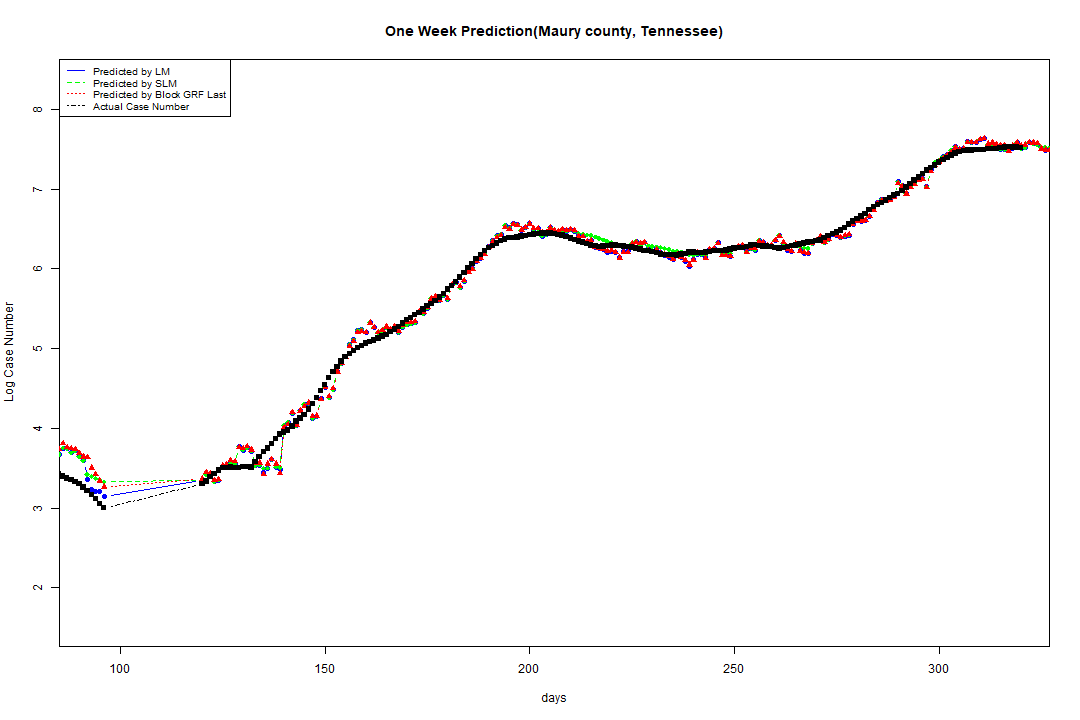 One Week Prediction(Maury county, Tennessee)
Predicted by LM
Predicted by SLM
Predicted by Block GRF Last
Actual Case Number
8
7
6
5
4
3
2
Log Case Number
100 150 200 250 300
days